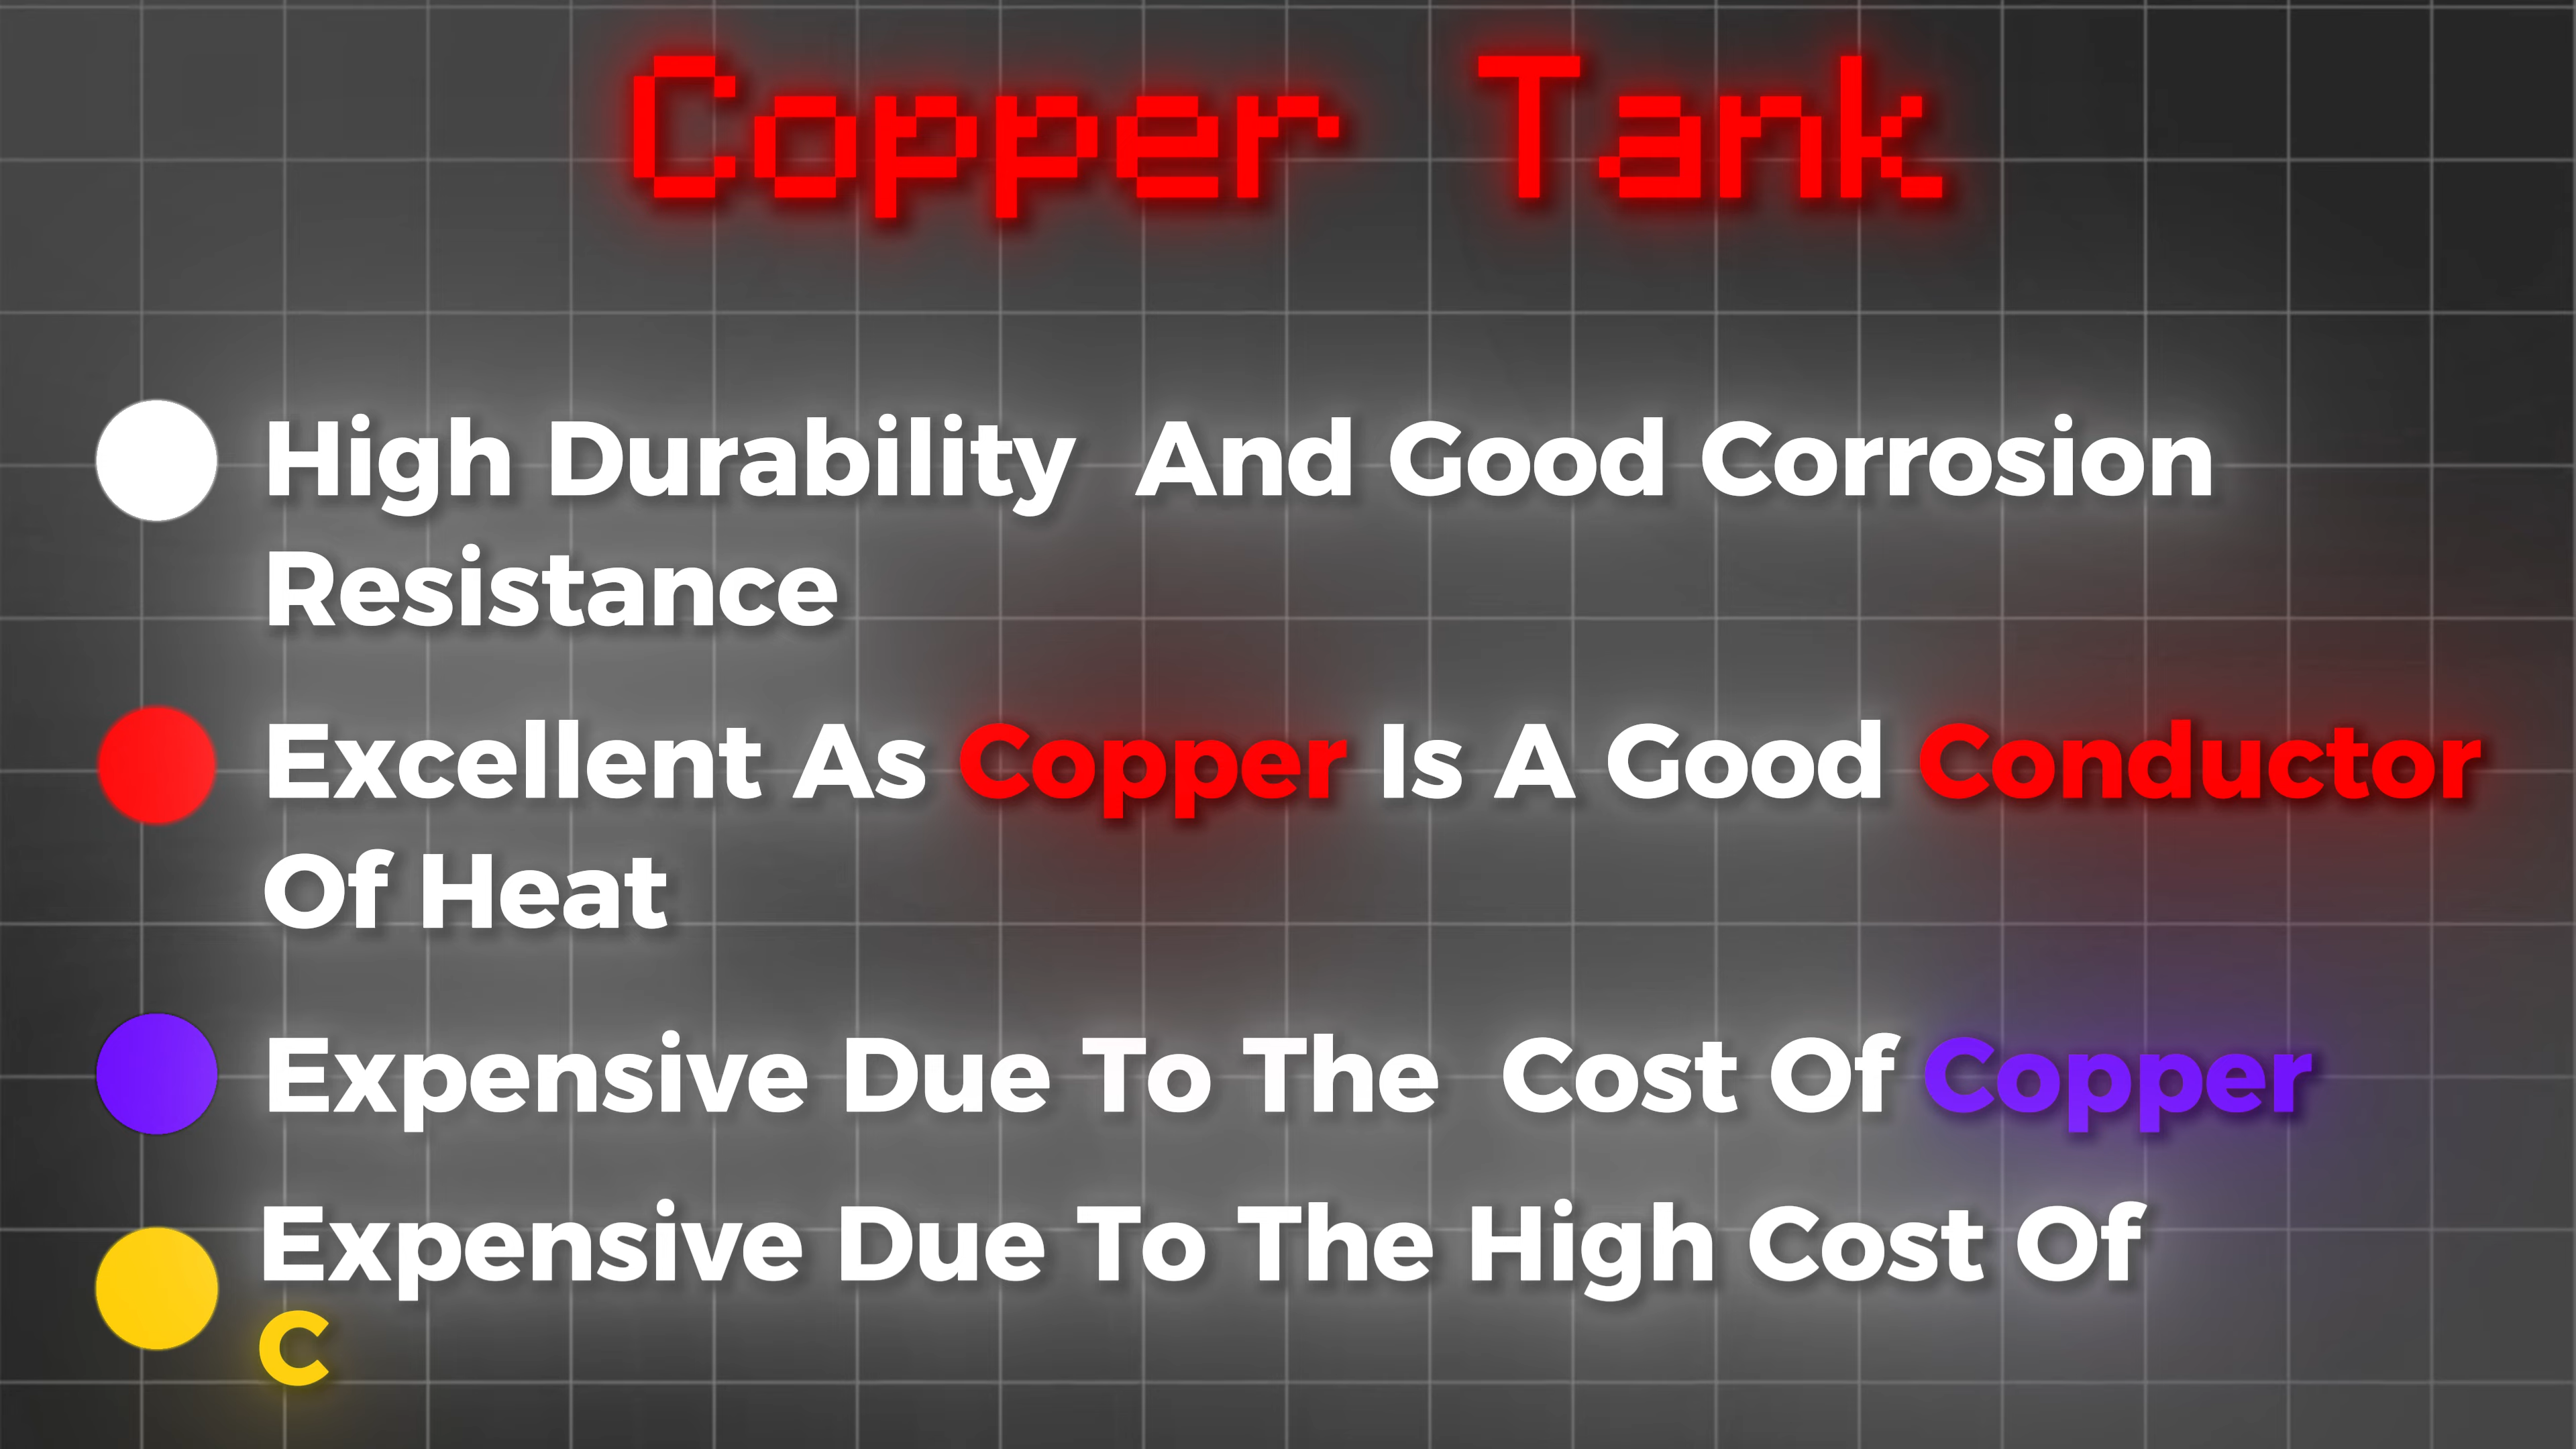 Copper Tank
High Durability And Good Corrosion
Resistance
Excellent As Copper Is A Good Conductor
Of Heat
Expensive Due To The Cost Of Copper
Expensive Due To The High Cost Of
C